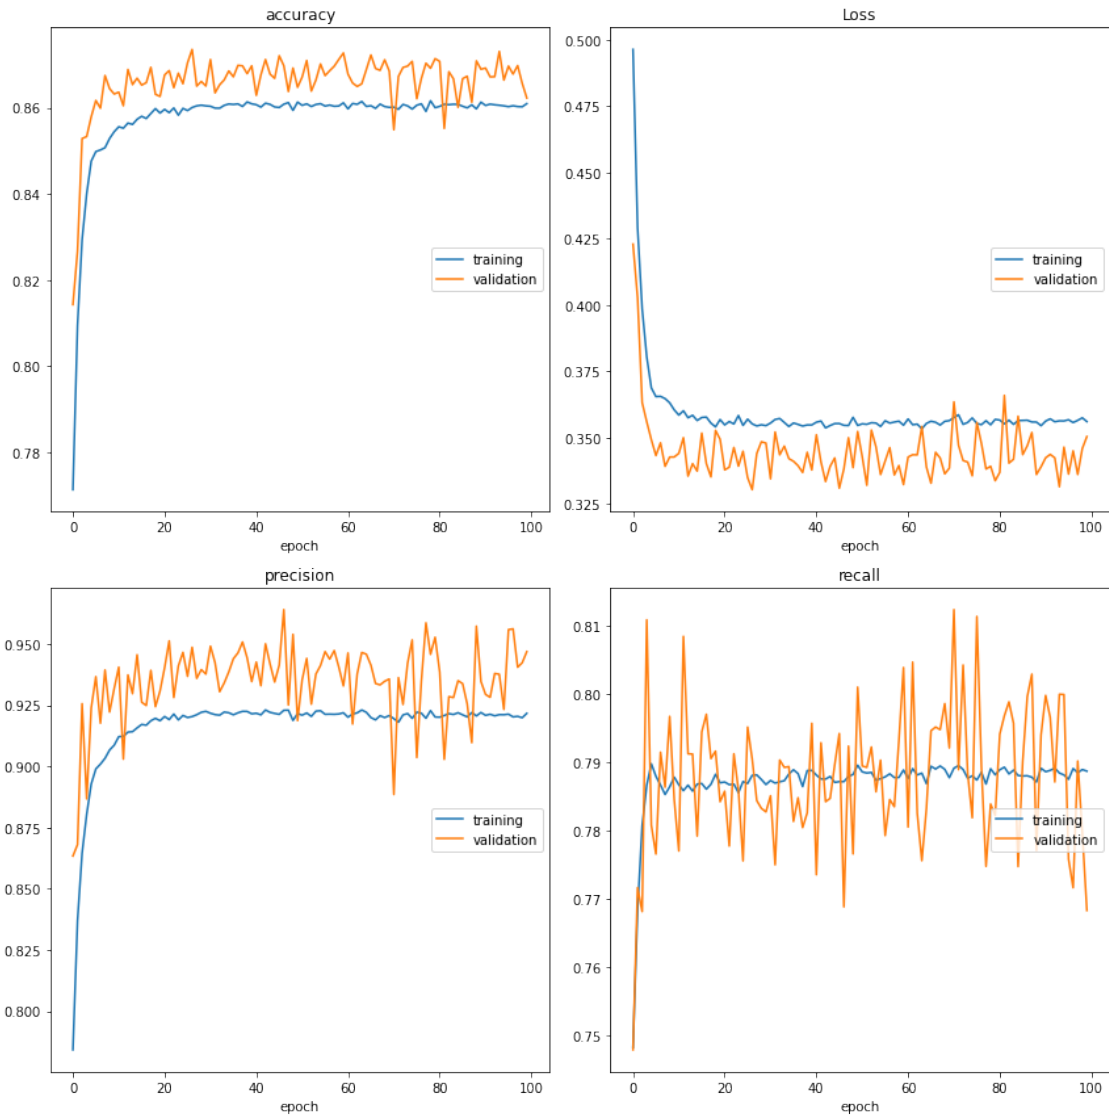 accuracy
0.86
0.84
0.82
0.80
0.78
training
validation
0 20 40 60 80 100
epoch
Loss
0.500
0.475
0.450
0.425
0.400
0.375
0.350
0.325
training
validation
0 20 40 60 80 100
epoch
precision
0.950
0.925
0.900
0.875
0.850
0.825
0.800
training
validation
0 20 40 60 80 100
epoch
recall
0.81
0.80
0.79
0.78
0.77
0.76
0.75
training
validation
0 20 40 60 80 100
epoch